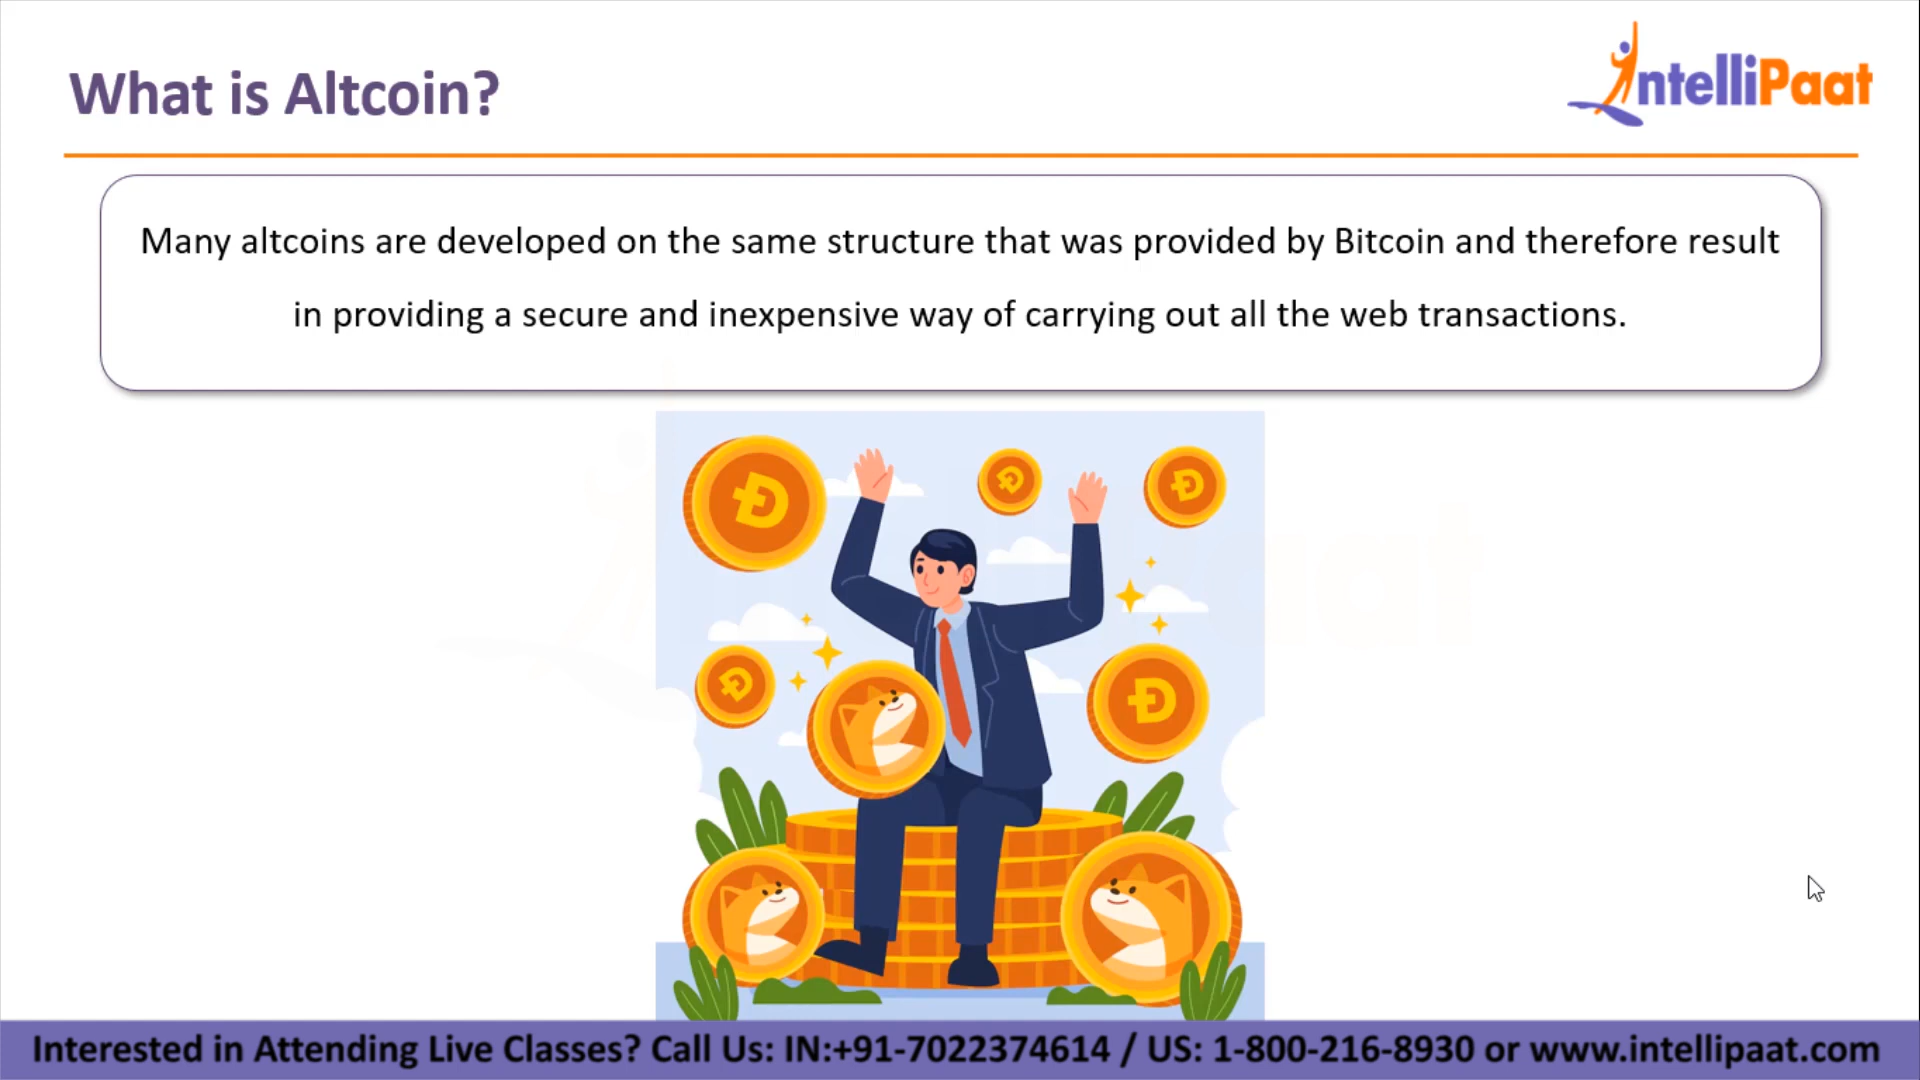 What is Altcoin?
IntelliPaat
Many altcoins are developed on the same structure that was provided by Bitcoin and therefore result
in providing a secure and inexpensive way of carrying out all the web transactions.
Interested in Attending Live Classes? Call Us: IN:+91-7022374614 / US: 1-800-216-8930 or www.intellipaat.com